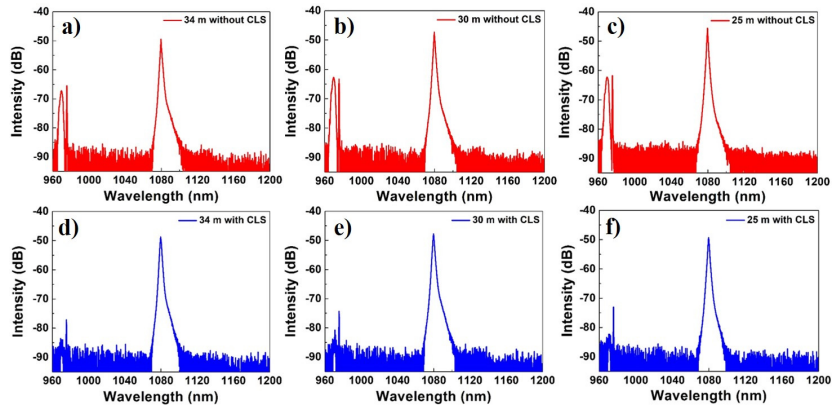 a)
34 m without CLS
Intensity (dB)
-40
-50
-60
-70
-80
-90
960 1000 1040 1080 1120 1160 1200
Wavelength (nm)
b)
30 m without CLS
Intensity (dB)
-40
-50
-60
-70
-80
-90
960 1000 1040 1080 1120 1160 1200
Wavelength (nm)
c)
25 m without CLS
Intensity (dB)
-40
-50
-60
-70
-80
-90
960 1000 1040 1080 1120 1160 1200
Wavelength (nm)
d)
34 m with CLS
Intensity (dB)
-40
-50
-60
-70
-80
-90
960 1000 1040 1080 1120 1160 1200
Wavelength (nm)
e)
30 m with CLS
Intensity (dB)
-40
-50
-60
-70
-80
-90
960 1000 1040 1080 1120 1160 1200
Wavelength (nm)
f)
25 m with CLS
Intensity (dB)
-40
-50
-60
-70
-80
-90
960 1000 1040 1080 1120 1160 1200
Wavelength (nm)